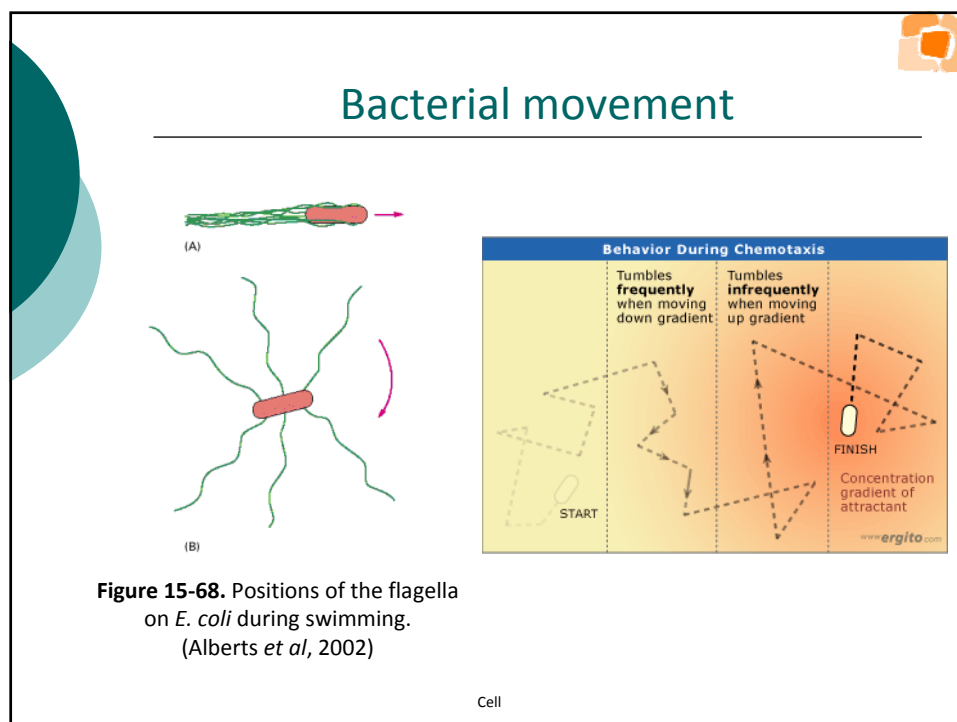 Bacterial movement
(A)
(B)
Figure 15-68. Positions of the flagella
on E. coli during swimming.
(Alberts et al, 2002)
Behavior During Chemotaxis
Tumbles
frequently
when moving
down gradient
Tumbles
infrequently
when moving
up gradient
START
FINISH
Concentration
gradient of
attractant
www.ergito.com
Cell